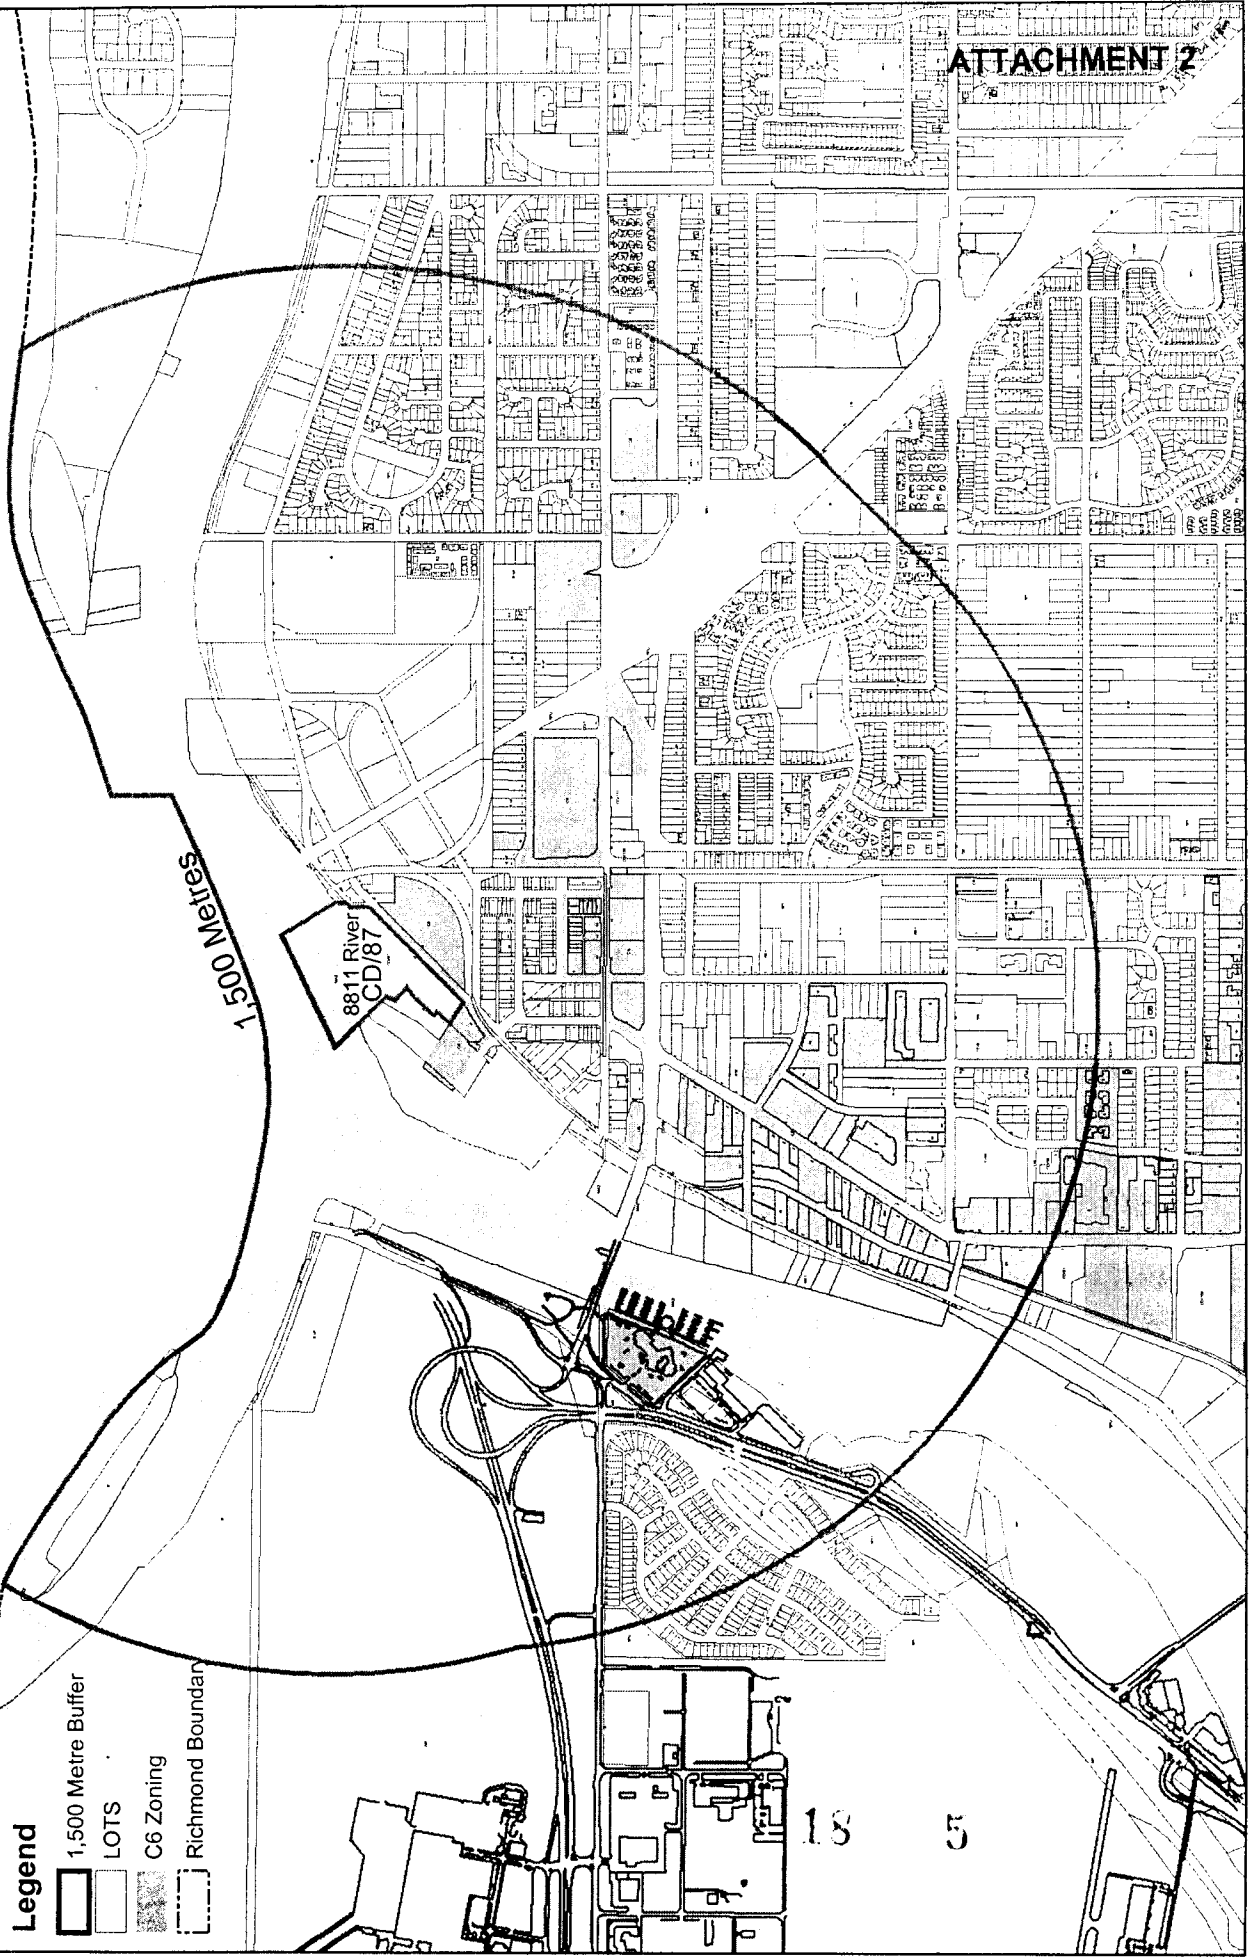 ATTACHMENT 2
1,500 Metres
8811 River
CD/87
Legend
1,500 Metre Buffer
LOTS
C6 Zoning
Richmond Boundar
18 5